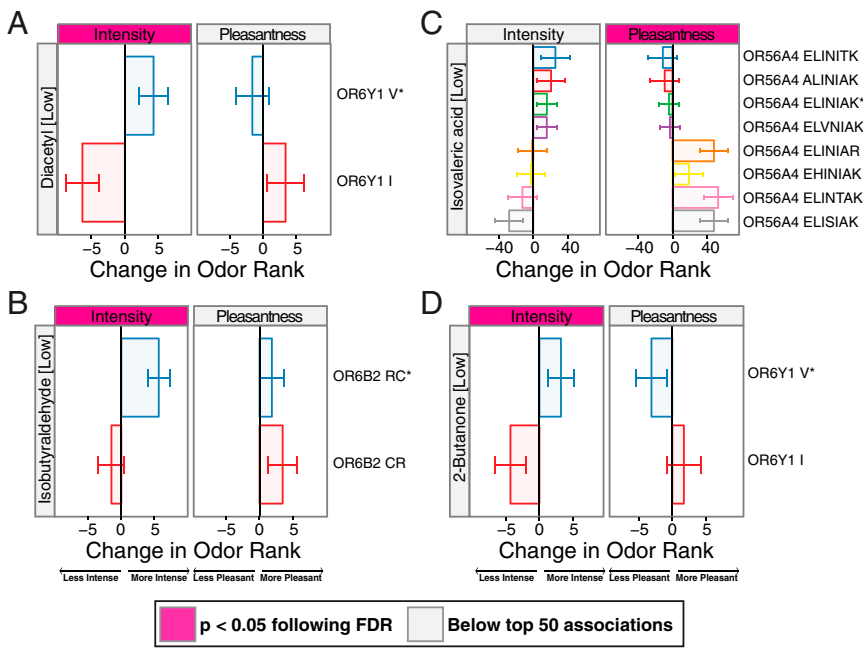 A
Intensity
Pleasantness
Diacetyl [Low]
OR6Y1 V*
OR6Y1 I
−5 0 5
−5 0 5
Change in Odor Rank
C
Intensity
Pleasantness
Isovaleric acid [Low]
OR56A4 ELINITK
OR56A4 ALINIAK
OR56A4 ELINIAK*
OR56A4 ELVNIAK
OR56A4 ELINIAR
OR56A4 EHINIAK
OR56A4 ELINTAK
OR56A4 ELISIAK
−40 0 40
−40 0 40
Change in Odor Rank
B
Intensity
Pleasantness
Isobutyraldehyde [Low]
OR6B2 RC*
OR6B2 CR
−5 0 5
−5 0 5
Change in Odor Rank
Less Intense More Intense Less Pleasant More Pleasant
D
Intensity
Pleasantness
2-Butanone [Low]
OR6Y1 V*
OR6Y1 I
−5 0 5
−5 0 5
Change in Odor Rank
Less Intense More Intense Less Pleasant More Pleasant
p < 0.05 following FDR
Below top 50 associations